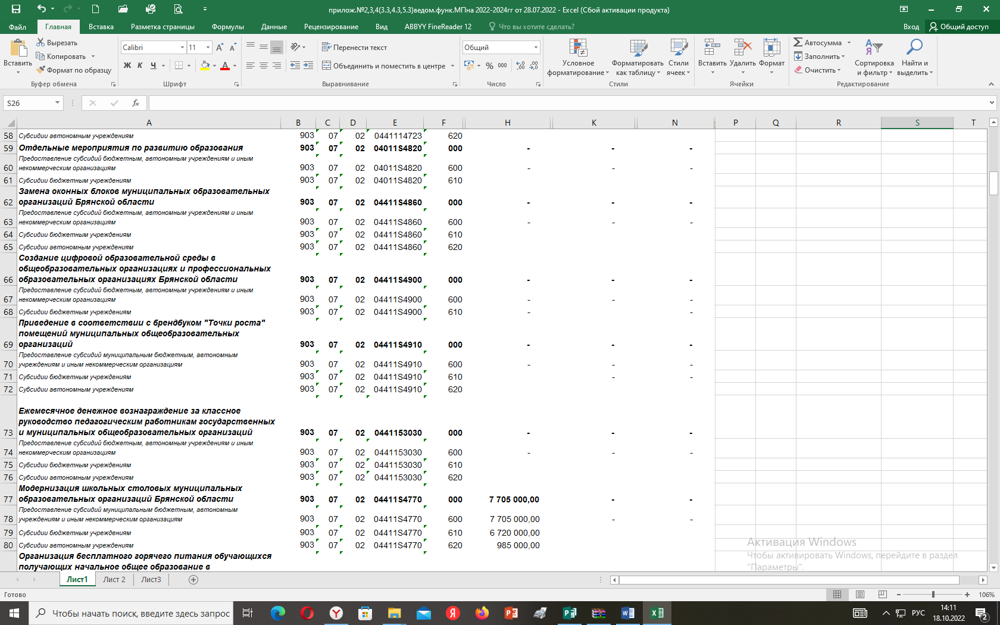 прилож.№2,3,4(3.3,4.3,5.3)ведом.функ.МПна 2022-2024гг от 28.07.2022 - Excel (Сбой активации продукта)
Файл Главная Вставка Разметка страницы Формулы Данные Рецензирование Вид ABBYY FineReader 12 Что вы хотите сделать? Вход Общий доступ
Вставить
Вырезать
Копировать
Формат по образцу
Буфер обмена
Calibri 11
Ж К Ч
Шрифт
Перенести текст
Объединить и поместить в центре
Выравнивание
Общий
% 000
Число
Условное форматирование
Форматировать как таблицу
Стили ячеек
Стили
Вставить Удалить Формат
Ячейки
Автосумма
Заполнить
Очистить
Сортировка и фильтр
Найти и выделить
Редактирование
S26 fx
A B C D E F H K N P Q R S T
58 Субсидии автономным учреждениям 903 07 02 0441114723 620
59 Отдельные мероприятия по развитию образования 903 07 02 04011S4820 000 - - -
Предоставление субсидий бюджетным, автономным учреждениям и иным
60 некоммерческим организациям 903 07 02 04011S4820 600 - - -
61 Субсидии бюджетным учреждениям 903 07 02 04011S4820 610
Замена оконных блоков муниципальных образовательных
62 организаций Брянской области 903 07 02 04411S4860 000 - - -
Предоставление субсидий бюджетным, автономным учреждениям и иным
63 некоммерческим организациям 903 07 02 04411S4860 600 - - -
64 Субсидии бюджетным учреждениям 903 07 02 04411S4860 610
65 Субсидии автономным учреждениям 903 07 02 04411S4860 620
Создание цифровой образовательной среды в
общеобразовательных организациях и профессиональных
66 образовательных организациях Брянской области 903 07 02 04411S4900 000 - - -
Предоставление субсидий бюджетным, автономным учреждениям и иным
67 некоммерческим организациям 903 07 02 04411S4900 600 - - -
68 Субсидии бюджетным учреждениям 903 07 02 04411S4900 610 - -
Приведение в соответствии с брендбуком "Точки роста"
помещений муниципальных общеобразовательных
69 организаций 903 07 02 04411S4910 000 - - -
Предоставление субсидий муниципальным бюджетным, автономным
70 учреждениям и иным некоммерческим организациям 903 07 02 04411S4910 600 - - -
71 Субсидии бюджетным учреждениям 903 07 02 04411S4910 610 - -
72 Субсидии автономным учреждениям 903 07 02 04411S4910 620
Ежемесячное денежное вознаграждение за классное
руководство педагогическим работникам государственных
73 и муниципальных общеобразовательных организаций 903 07 02 0441153030 000 - - -
Предоставление субсидий бюджетным, автономным учреждениям и иным
74 некоммерческим организациям 903 07 02 0441153030 600 - - -
75 Субсидии бюджетным учреждениям 903 07 02 0441153030 610
76 Субсидии автономным учреждениям 903 07 02 0441153030 620
Модернизация школьных столовых муниципальных
77 образовательных организаций Брянской области 903 07 02 04411S4770 000 7 705 000,00 - -
Предоставление субсидий муниципальным бюджетным, автономным
78 учреждениям и иным некоммерческим организациям 903 07 02 04411S4770 600 7 705 000,00 - -
79 Субсидии бюджетным учреждениям 903 07 02 04411S4770 610 6 720 000,00
80 Субсидии автономным учреждениям 903 07 02 04411S4770 620 985 000,00
Организация бесплатного горячего питания обучающихся
получающих начальное общее образование в
Активация Windows
Чтобы активировать Windows, перейдите в раздел
"Параметры".
Лист1 Лист 2 Лист3
Готово 106%
Чтобы начать поиск, введите здесь запрос
РУС
14:11
18.10.2022
2